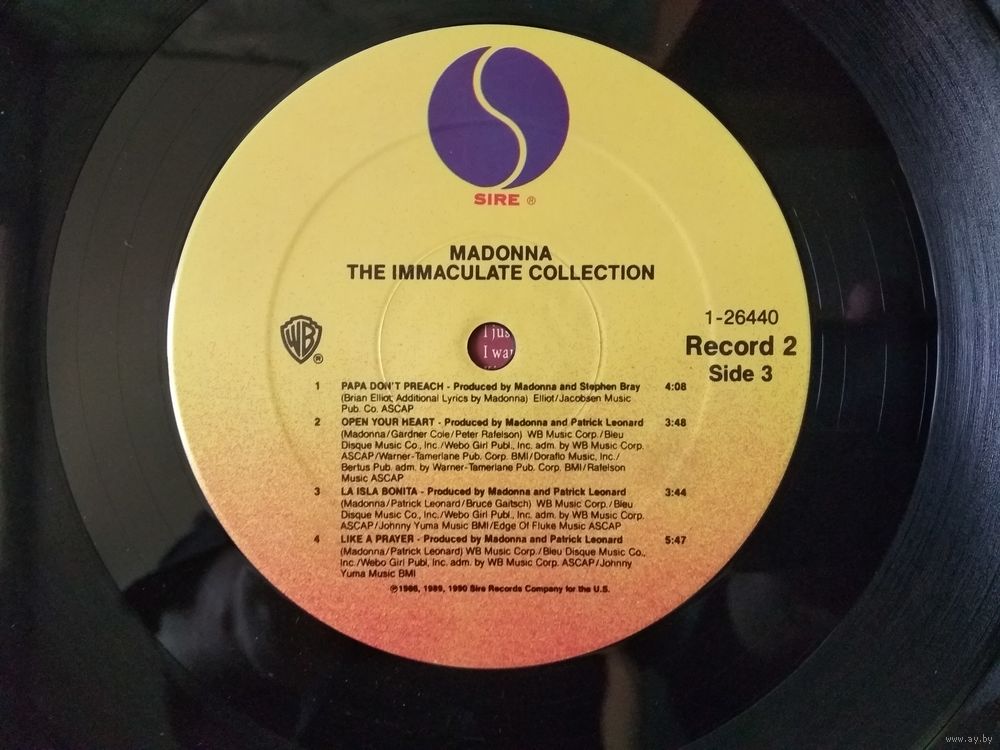 SIRE ®
MADONNA
THE IMMACULATE COLLECTION
WB ®
1-26440
Record 2
Side 3
I jus
I wa
1 PAPA DON'T PREACH - Produced by Madonna and Stephen Bray 4:08
(Brian Elliot; Additional Lyrics by Madonna) Elliot/Jacobsen Music
Pub. Co. ASCAP
2 OPEN YOUR HEART - Produced by Madonna and Patrick Leonard 3:48
(Madonna/Gardner Cole/Peter Rafelson) WB Music Corp./Bleu
Disque Music Co., Inc./Webo Girl Publ., Inc. adm. by WB Music Corp.
ASCAP/Warner-Tamerlane Pub. Corp. BMI/Doraflo Music, Inc./
Bertus Pub. adm. by Warner-Tamerlane Pub. Corp. BMI/Rafelson
Music ASCAP
3 LA ISLA BONITA - Produced by Madonna and Patrick Leonard 3:44
(Madonna/Patrick Leonard/Bruce Gaitsch) WB Music Corp./Bleu
Disque Music Co., Inc./Webo Girl Publ., Inc. adm. by WB Music Corp.
ASCAP/Johnny Yuma Music BMI/Edge Of Fluke Music ASCAP
4 LIKE A PRAYER - Produced by Madonna and Patrick Leonard 5:47
(Madonna/Patrick Leonard) WB Music Corp./Bleu Disque Music Co.,
Inc./Webo Girl Publ, Inc. adm. by WB Music Corp. ASCAP/Johnny
Yuma Music BMI
℗1986, 1989, 1990 Sire Records Company for the U.S.
www.ay.by